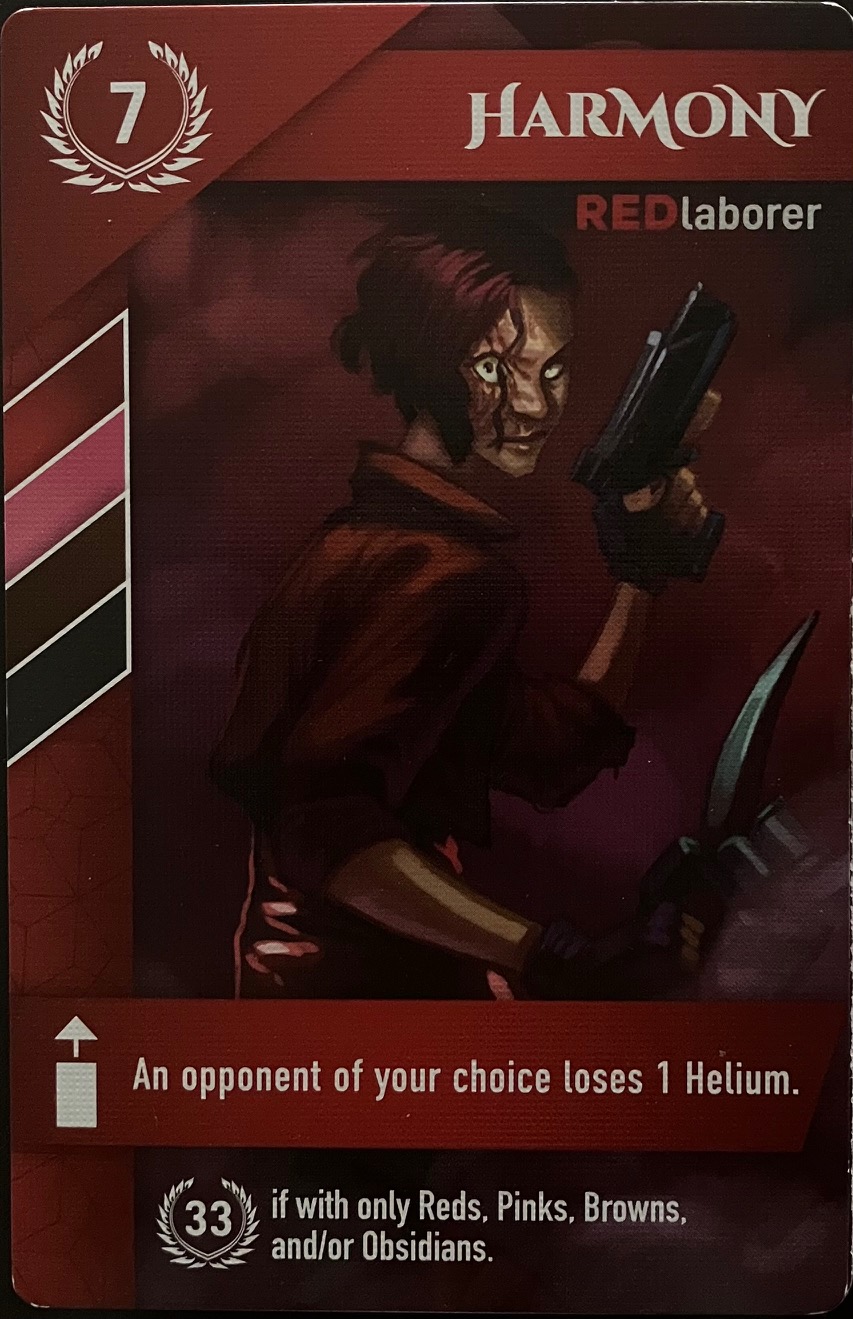 7
HARMONY
REDlaborer
An opponent of your choice loses 1 Helium.
33 if with only Reds, Pinks, Browns,
and/or Obsidians.